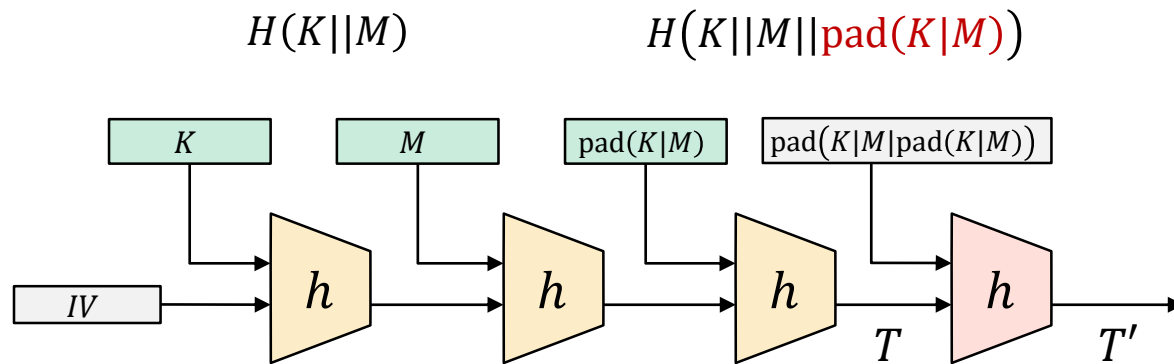 H(K||M)
H(K||M||pad(K|M))
K
M
pad(K|M)
pad(K|M|pad(K|M))
h
h
h
h
IV
T
T′